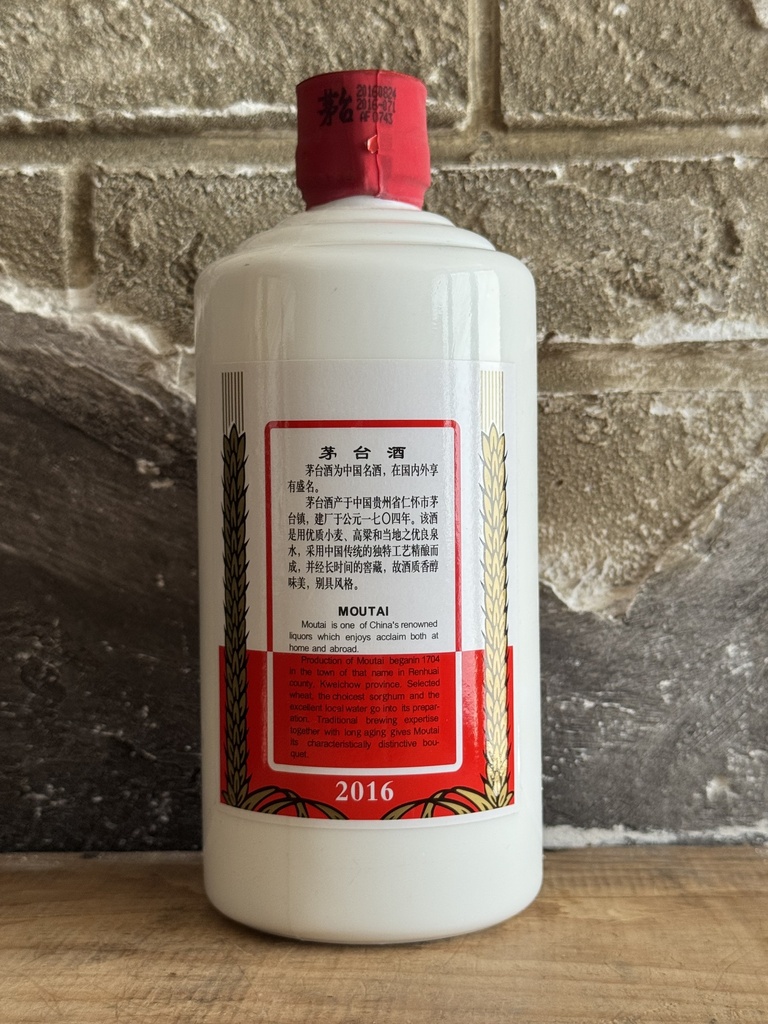 茅台 20160824
2016-071
AF 0743
茅台酒
茅台酒为中国名酒，在国内外享
有盛名。
茅台酒产于中国贵州省仁怀市茅
台镇，建厂于公元一七〇四年。该酒
是用优质小麦、高粱和当地之优良泉
水，采用中国传统的独特工艺精酿而
成，并经长时间的窖藏，故酒质香醇
味美，别具风格。
MOUTAI
Moutai is one of China's renowned
liquors which enjoys acclaim both at
home and abroad.
Production of Moutai beganin 1704
in the town of that name in Renhuai
county, Kweichow province. Selected
wheat, the choicest sorghum and the
excellent local water go into its prepar-
ation. Traditional brewing expertise
together with long aging gives Moutai
its characteristically distinctive bou-
quet.
2016